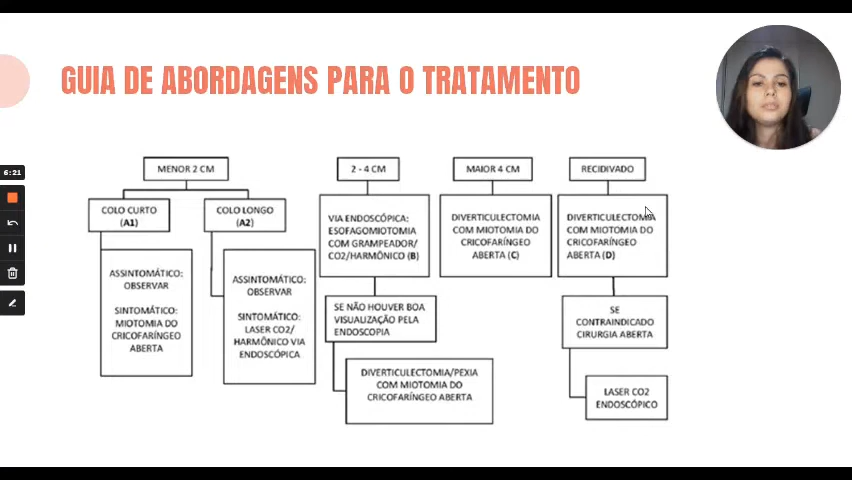 GUIA DE ABORDAGENS PARA O TRATAMENTO
6:21
MENOR 2 CM
COLO CURTO
(A1)
ASSINTOMÁTICO:
OBSERVAR
SINTOMÁTICO:
MIOTOMIA DO
CRICOFARÍNGEO
ABERTA
COLO LONGO
(A2)
ASSINTOMÁTICO:
OBSERVAR
SINTOMÁTICO:
LASER CO2/
HARMÔNICO VIA
ENDOSCÓPICA
2 - 4 CM
VIA ENDOSCÓPICA:
ESOFAGOMIOTOMIA
COM GRAMPEADOR/
CO2/HARMÔNICO (B)
SE NÃO HOUVER BOA
VISUALIZAÇÃO PELA
ENDOSCOPIA
DIVERTICULECTOMIA/PEXIA
COM MIOTOMIA DO
CRICOFARÍNGEO ABERTA
MAIOR 4 CM
DIVERTICULECTOMIA
COM MIOTOMIA DO
CRICOFARÍNGEO
ABERTA (C)
RECIDIVADO
DIVERTICULECTOMIA
COM MIOTOMIA DO
CRICOFARÍNGEO
ABERTA (D)
SE
CONTRAINDICADO
CIRURGIA ABERTA
LASER CO2
ENDOSCÓPICO